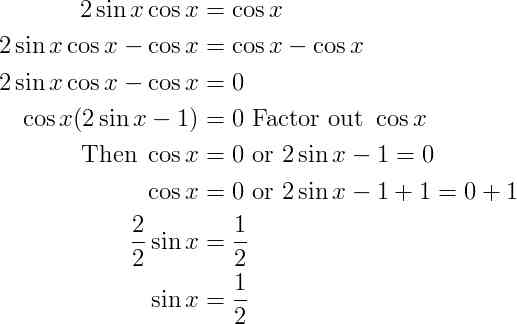 2 sin x cos x = cos x
2 sin x cos x − cos x = cos x − cos x
2 sin x cos x − cos x = 0
cos x(2 sin x − 1) = 0 Factor out cos x
Then cos x = 0 or 2 sin x − 1 = 0
cos x = 0 or 2 sin x − 1 + 1 = 0 + 1
2/2 sin x = 1/2
sin x = 1/2